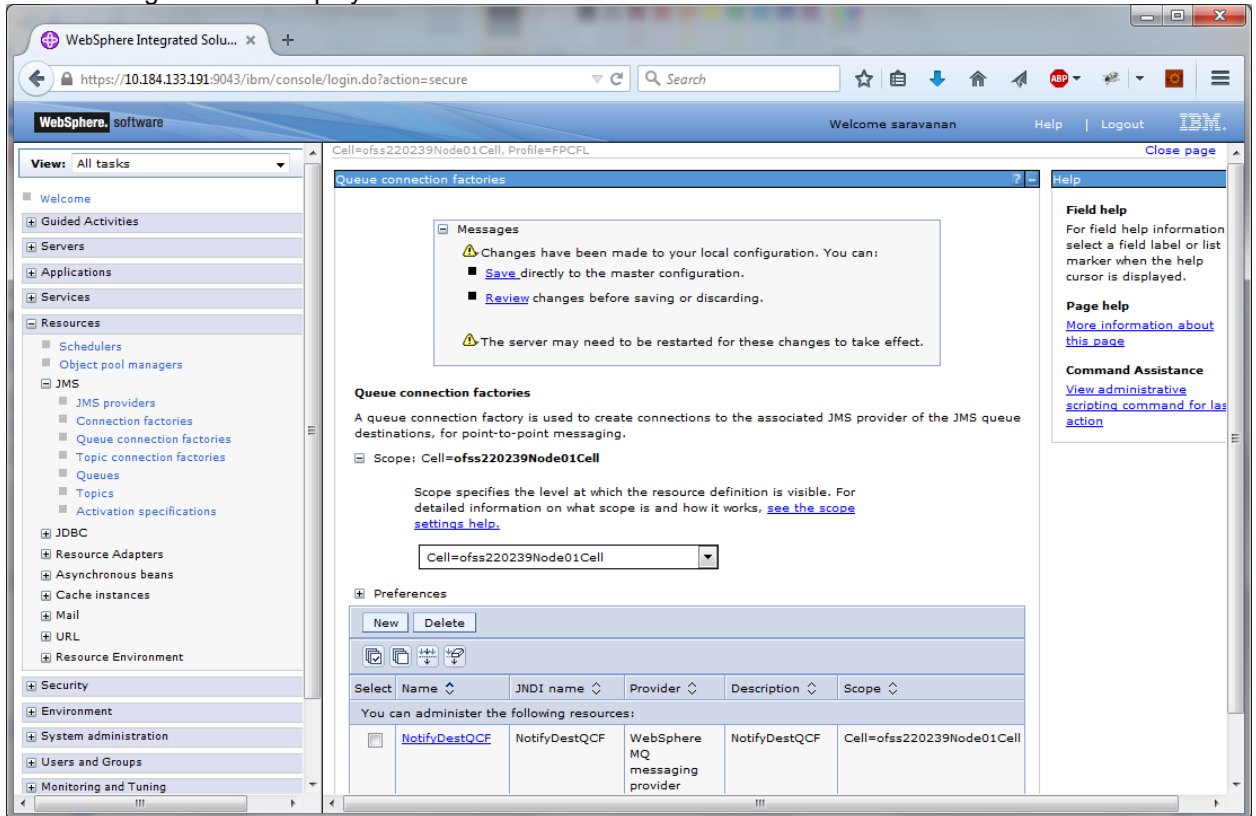 WebSphere Integrated Solu... × +
https://10.184.133.191:9043/ibm/console/login.do?action=secure
Search
ABP
WebSphere. software
Welcome saravanan
Help | Logout
IBM.
View: All tasks
Welcome
Guided Activities
Servers
Applications
Services
Resources
Schedulers
Object pool managers
JMS
JMS providers
Connection factories
Queue connection factories
Topic connection factories
Queues
Topics
Activation specifications
JDBC
Resource Adapters
Asynchronous beans
Cache instances
Mail
URL
Resource Environment
Security
Environment
System administration
Users and Groups
Monitoring and Tuning
Cell=ofss220239Node01Cell, Profile=FPCFL
Close page
Queue connection factories ? –
Messages
Changes have been made to your local configuration. You can:
Save directly to the master configuration.
Review changes before saving or discarding.
The server may need to be restarted for these changes to take effect.
Queue connection factories
A queue connection factory is used to create connections to the associated JMS provider of the JMS queue
destinations, for point-to-point messaging.
Scope: Cell=ofss220239Node01Cell
Scope specifies the level at which the resource definition is visible. For
detailed information on what scope is and how it works, see the scope
settings help.
Cell=ofss220239Node01Cell
Preferences
New Delete
Select Name JNDI name Provider Description Scope
You can administer the following resources:
NotifyDestQCF NotifyDestQCF WebSphere NotifyDestQCF Cell=ofss220239Node01Cell
MQ
messaging
provider
Help
Field help
For field help information
select a field label or list
marker when the help
cursor is displayed.
Page help
More information about
this page
Command Assistance
View administrative
scripting command for las
action